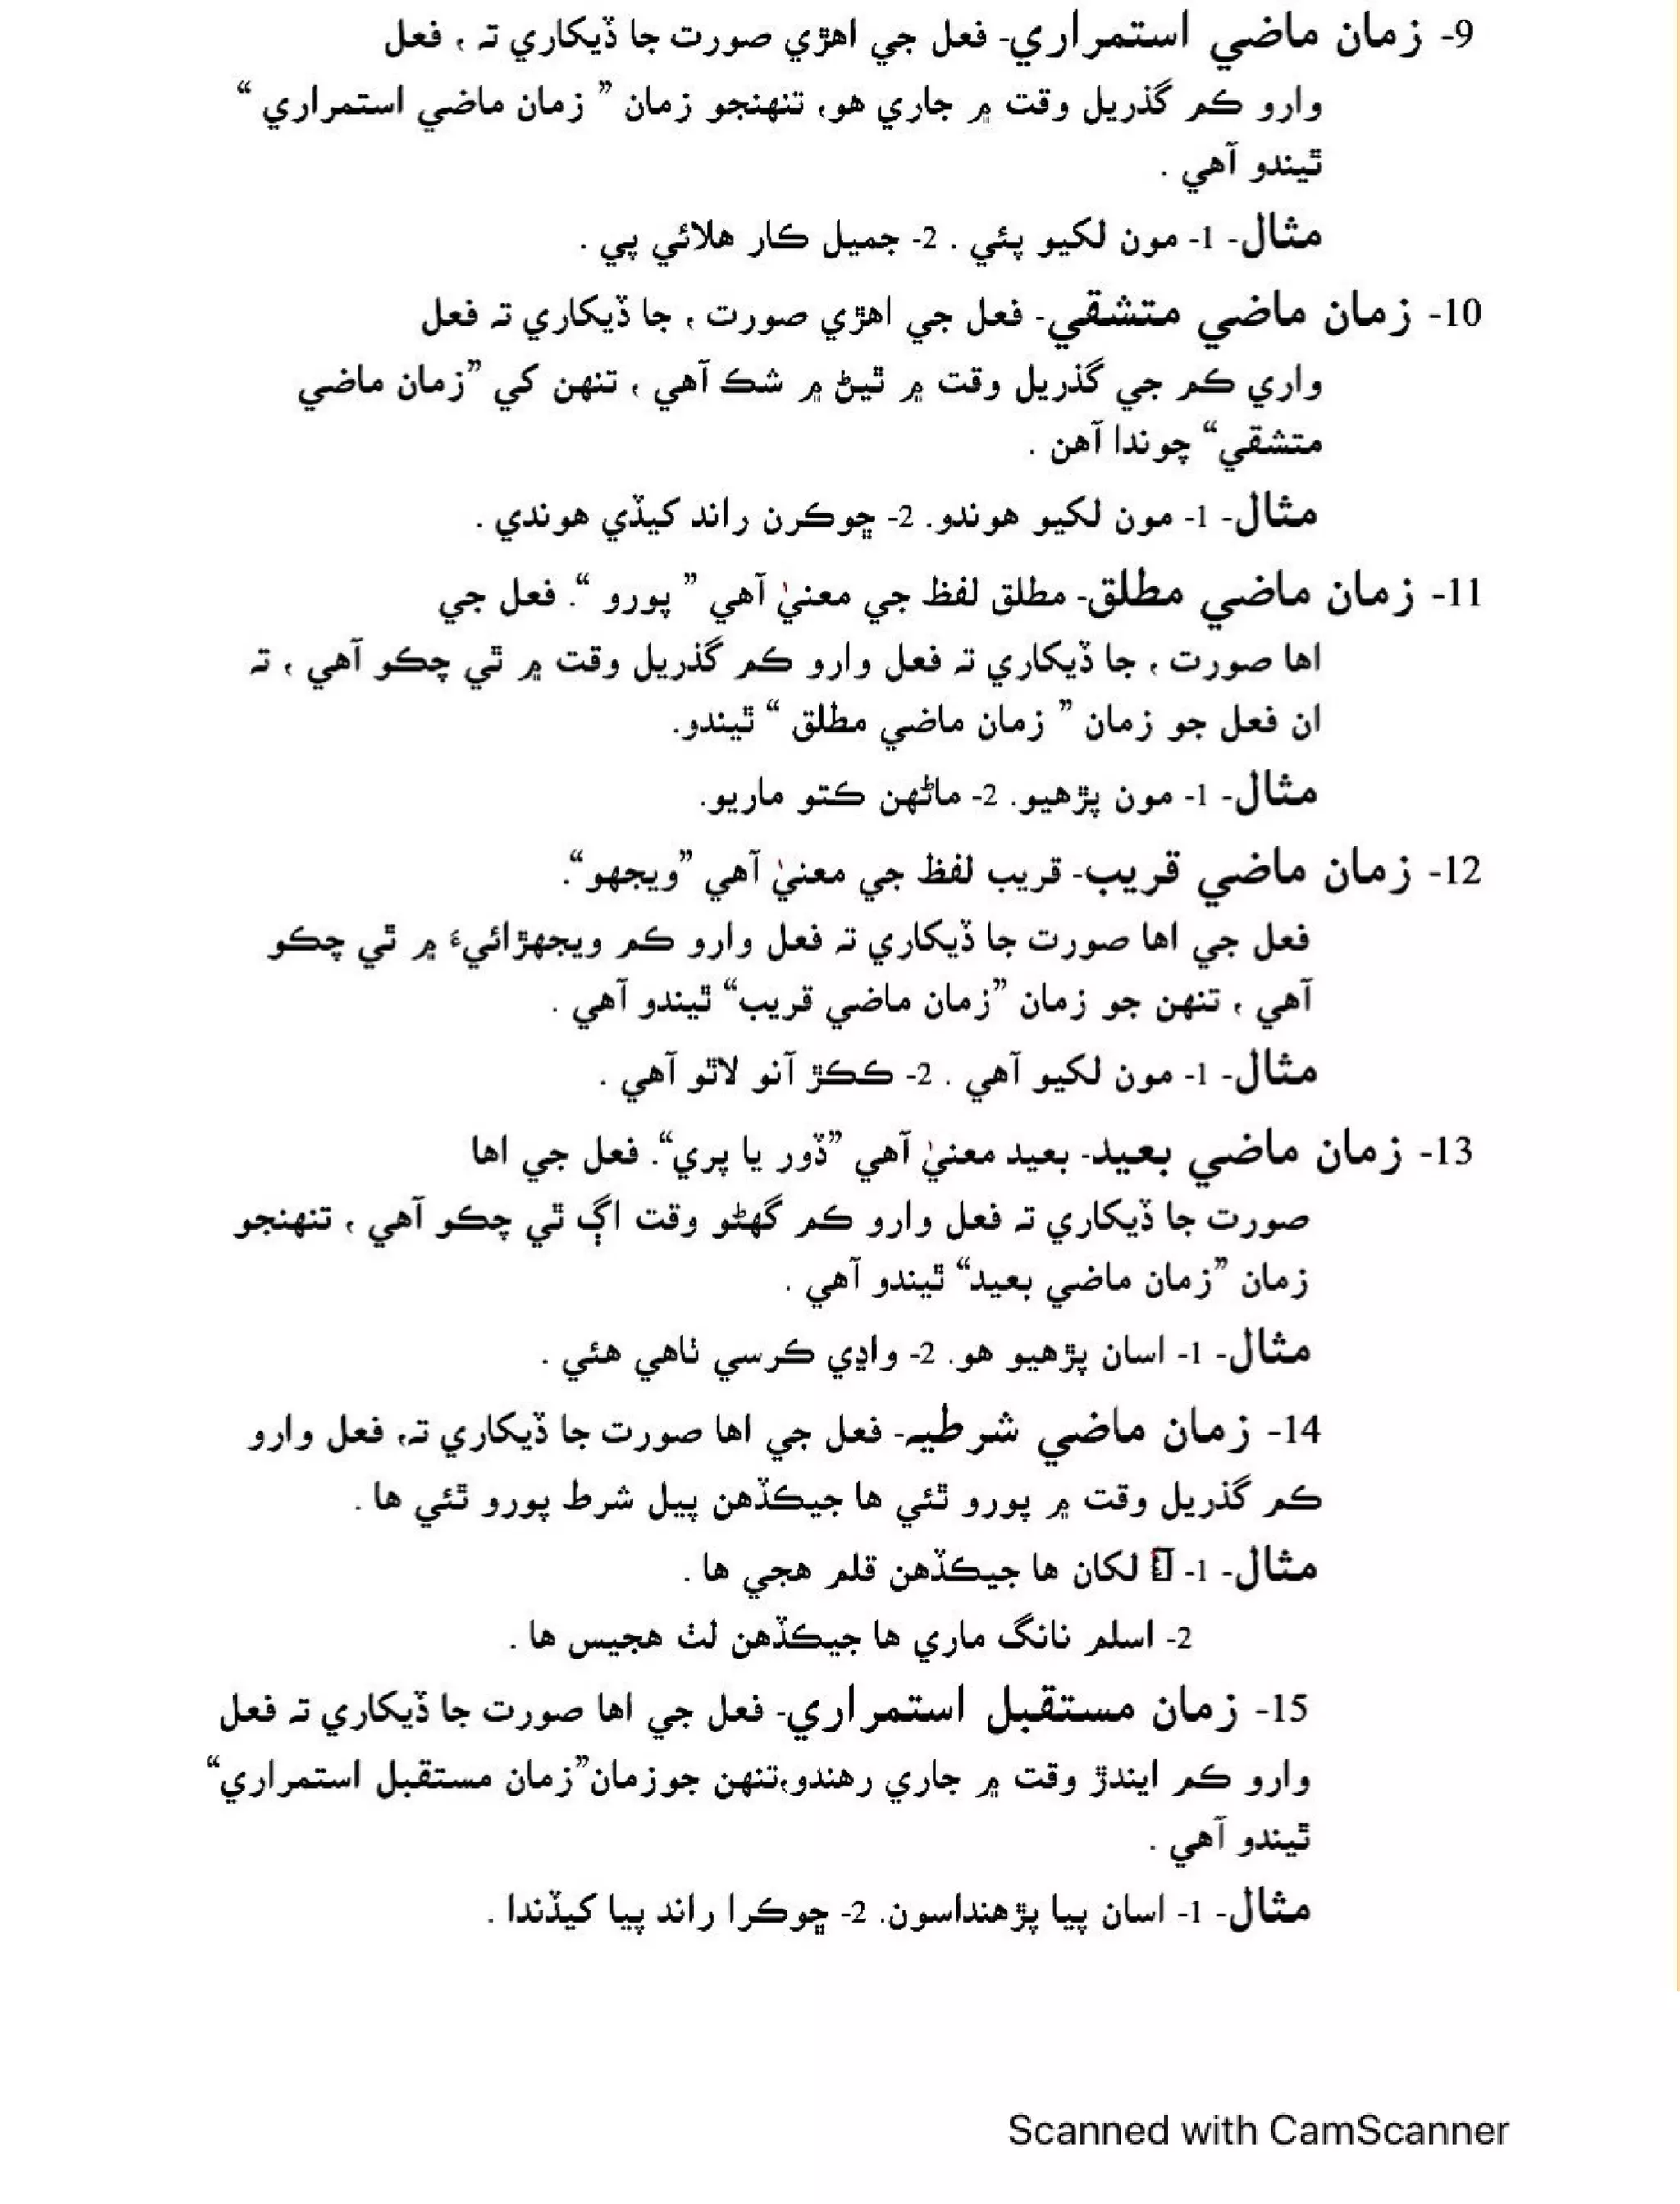 9- زمان ماضي استمراري- فعل جي اهڙي صورت جا ڏيکاري تہ ، فعل
وارو ڪم گذريل وقت ۾ جاري هو، تنهنجو زمان ” زمان ماضي استمراري “
ٿيندو آهي .
مثال- 1- مون لکيو پئي . 2- جميل ڪار هلائي پي .
10- زمان ماضي متشقي- فعل جي اهڙي صورت ، جا ڏيکاري تہ فعل
واري ڪم جي گذريل وقت ۾ ٿيڻ ۾ شڪ آهي ، تنهن کي ”زمان ماضي
متشقي“ چوندا آهن .
مثال- 1- مون لکيو هوندو. 2- ڇوڪرن راند کيڏي هوندي .
11- زمان ماضي مطلق- مطلق لفظ جي معنيٰ آهي ” پورو “. فعل جي
اها صورت ، جا ڏيکاري تہ فعل وارو ڪم گذريل وقت ۾ ٿي چڪو آهي ، تہ
ان فعل جو زمان ” زمان ماضي مطلق “ ٿيندو.
مثال- 1- مون پڙهيو. 2- ماڻهن ڪتو ماريو.
12- زمان ماضي قريب- قريب لفظ جي معنيٰ آهي ”ويجهو“.
فعل جي اها صورت جا ڏيکاري تہ فعل وارو ڪم ويجهڙائيءَ ۾ ٿي چڪو
آهي ، تنهن جو زمان ”زمان ماضي قريب“ ٿيندو آهي .
مثال- 1- مون لکيو آهي . 2- ڪڪڙ آنو لاٿو آهي .
13- زمان ماضي بعيد- بعيد معنيٰ آهي ”ڏور يا پري“. فعل جي اها
صورت جا ڏيکاري تہ فعل وارو ڪم گهڻو وقت اڳ ٿي چڪو آهي ، تنهنجو
زمان ”زمان ماضي بعيد“ ٿيندو آهي .
مثال- 1- اسان پڙهيو هو. 2- واڍي ڪرسي ٺاهي هئي .
14- زمان ماضي شرطيہ- فعل جي اها صورت جا ڏيکاري تہ، فعل وارو
ڪم گذريل وقت ۾ پورو ٿئي ها جيڪڏهن پيل شرط پورو ٿئي ها .
مثال- 1- لکان ها جيڪڏهن قلم هجي ها .
2- اسلم نانگ ماري ها جيڪڏهن لٺ هجيس ها .
15- زمان مستقبل استمراري- فعل جي اها صورت جا ڏيکاري تہ فعل
وارو ڪم ايندڙ وقت ۾ جاري رهندو،تنهن جوزمان”زمان مستقبل استمراري“
ٿيندو آهي .
مثال- 1- اسان پيا پڙهنداسون. 2- ڇوڪرا راند پيا کيڏندا .
Scanned with CamScanner